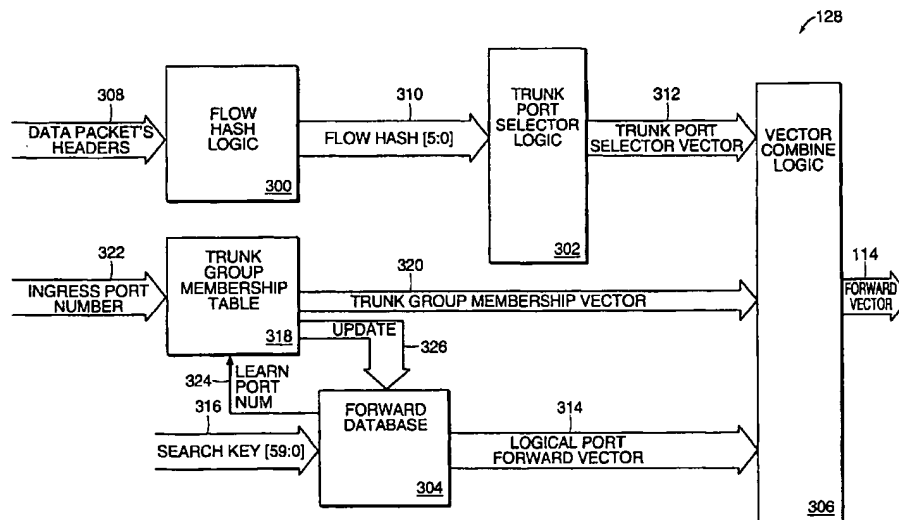 128
308
DATA PACKET'S
HEADERS
FLOW
HASH
LOGIC
300
310
FLOW HASH [5:0]
TRUNK
PORT
SELECTOR
LOGIC
302
312
TRUNK PORT
SELECTOR VECTOR
VECTOR
COMBINE
LOGIC
306
322
INGRESS PORT
NUMBER
TRUNK
GROUP
MEMBERSHIP
TABLE
318
320
TRUNK GROUP MEMBERSHIP VECTOR
114
FORWARD
VECTOR
UPDATE
326
324
LEARN
PORT
NUM
316
SEARCH KEY [59:0]
FORWARD
DATABASE
304
314
LOGICAL PORT
FORWARD VECTOR